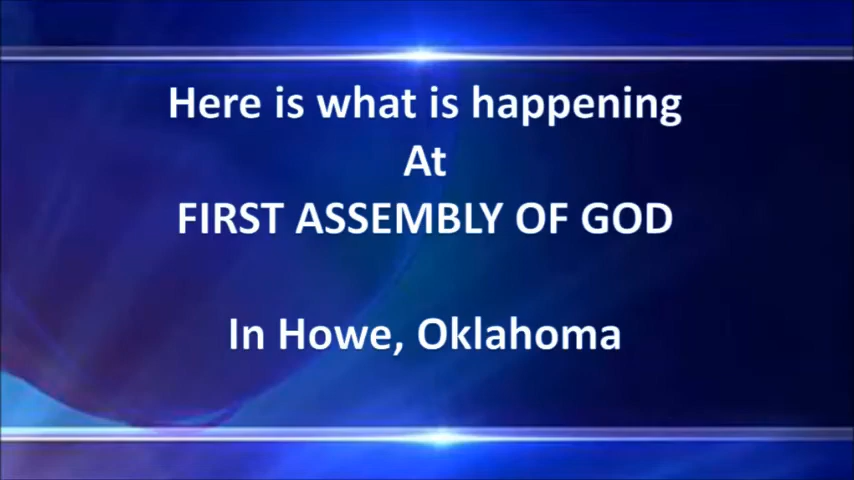 Here is what is happening
At
FIRST ASSEMBLY OF GOD
In Howe, Oklahoma